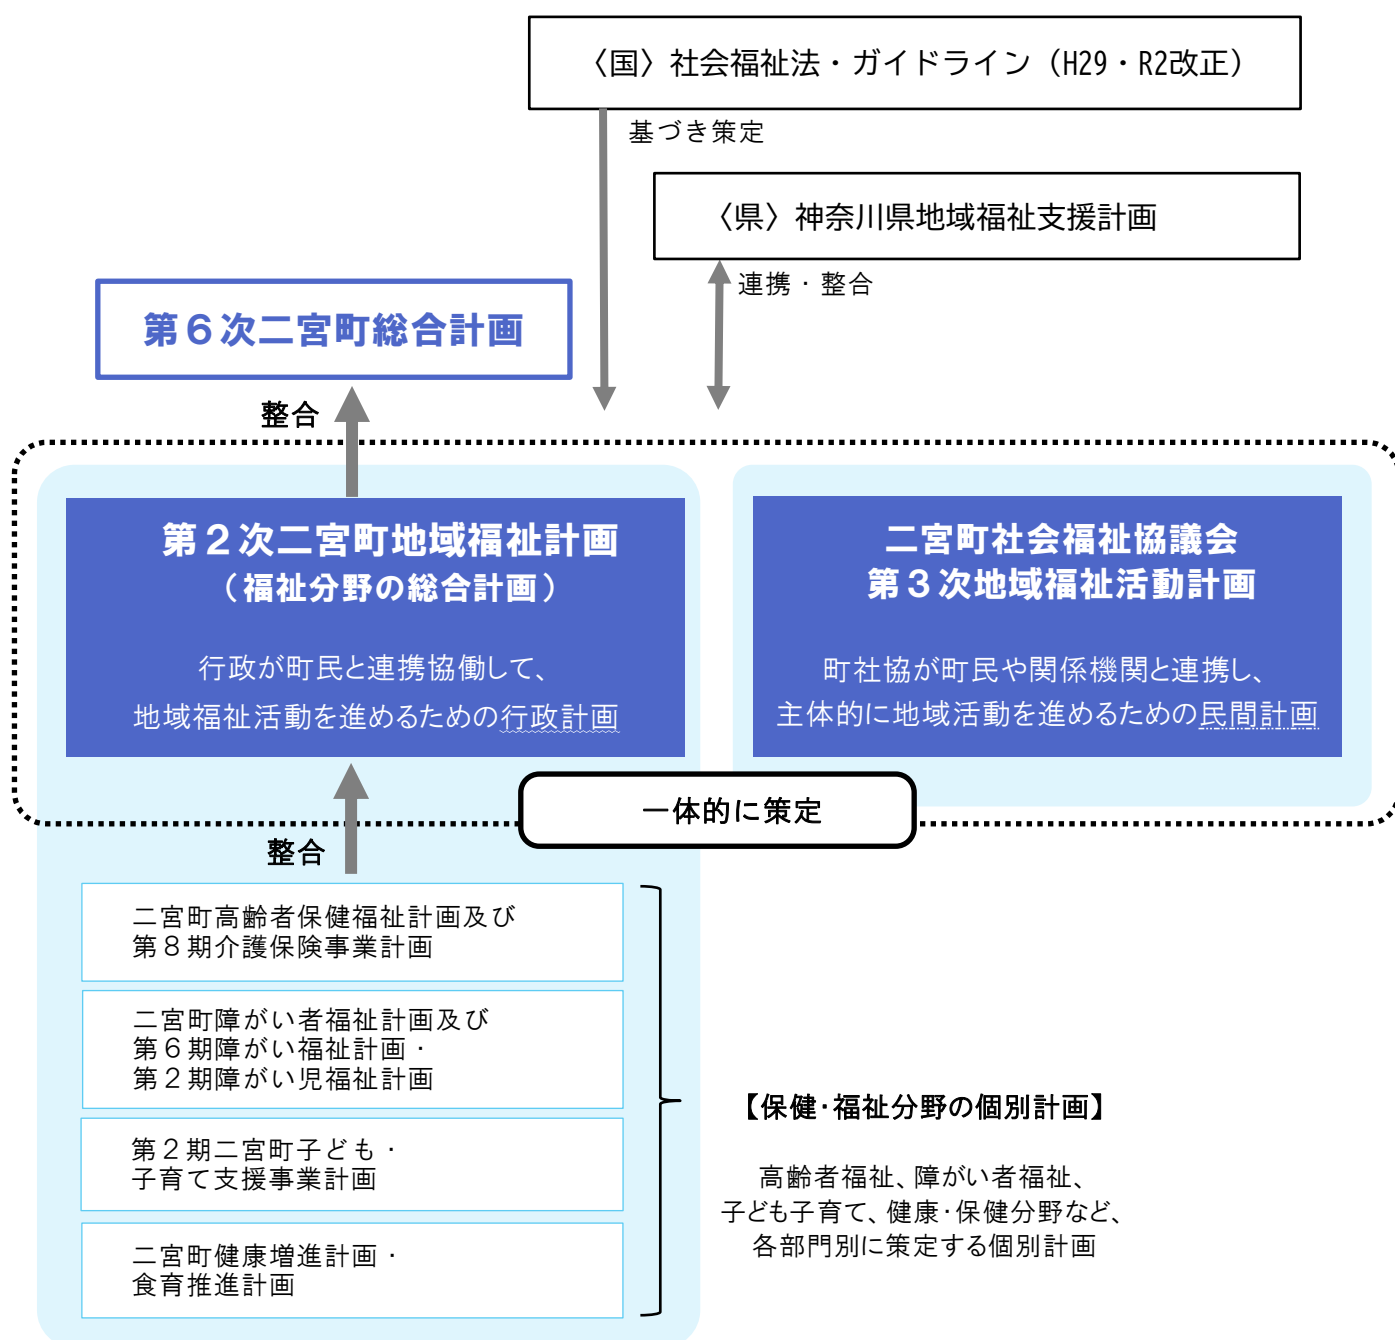 〈国〉社会福祉法・ガイドライン（H29・R2改正）
基づき策定
〈県〉神奈川県地域福祉支援計画
連携・整合
第６次二宮町総合計画
整合
第２次二宮町地域福祉計画
（福祉分野の総合計画）
行政が町民と連携協働して、
地域福祉活動を進めるための行政計画
二宮町社会福祉協議会
第３次地域福祉活動計画
町社協が町民や関係機関と連携し、
主体的に地域活動を進めるための民間計画
一体的に策定
整合
二宮町高齢者保健福祉計画及び
第８期介護保険事業計画
二宮町障がい者福祉計画及び
第６期障がい福祉計画・
第２期障がい児福祉計画
第２期二宮町子ども・
子育て支援事業計画
二宮町健康増進計画・
食育推進計画
【保健・福祉分野の個別計画】
高齢者福祉、障がい者福祉、
子ども子育て、健康・保健分野など、
各部門別に策定する個別計画